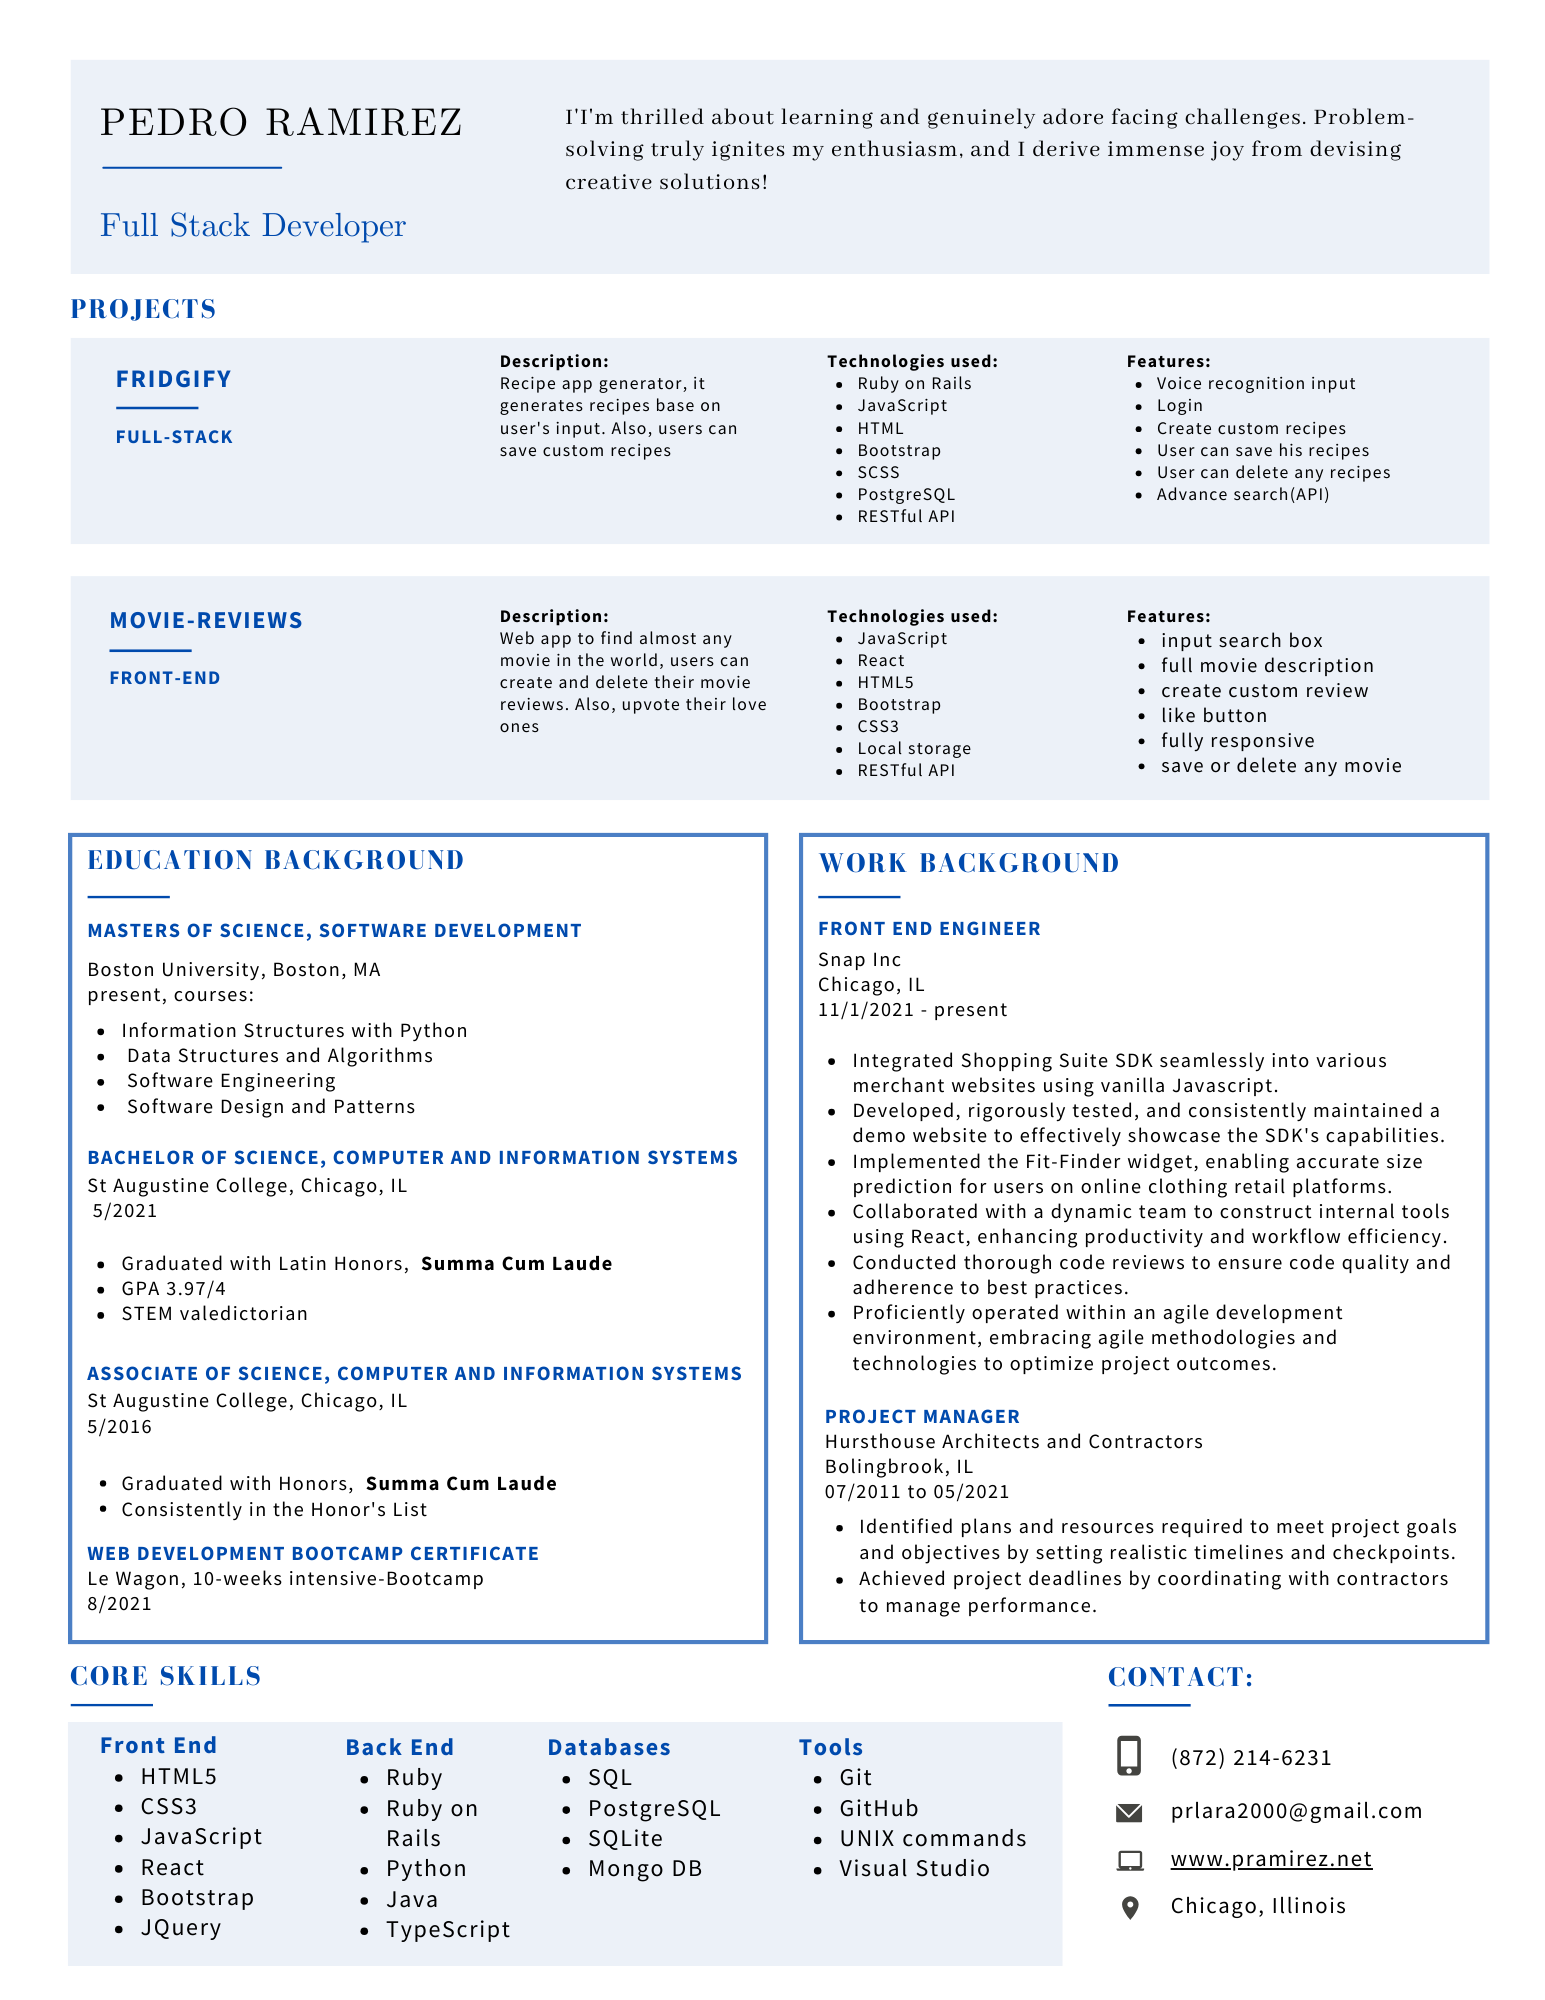 PEDRO RAMIREZ
Full Stack Developer
I'I'm thrilled about learning and genuinely adore facing challenges. Problem-
solving truly ignites my enthusiasm, and I derive immense joy from devising
creative solutions!
PROJECTS
FRIDGIFY
FULL-STACK
Description:
Recipe app generator, it
generates recipes base on
user's input. Also, users can
save custom recipes
Technologies used:
• Ruby on Rails
• JavaScript
• HTML
• Bootstrap
• SCSS
• PostgreSQL
• RESTful API
Features:
• Voice recognition input
• Login
• Create custom recipes
• User can save his recipes
• User can delete any recipes
• Advance search(API)
MOVIE-REVIEWS
FRONT-END
Description:
Web app to find almost any
movie in the world, users can
create and delete their movie
reviews. Also, upvote their love
ones
Technologies used:
• JavaScript
• React
• HTML5
• Bootstrap
• CSS3
• Local storage
• RESTful API
Features:
• input search box
• full movie description
• create custom review
• like button
• fully responsive
• save or delete any movie
EDUCATION BACKGROUND
MASTERS OF SCIENCE, SOFTWARE DEVELOPMENT
Boston University, Boston, MA
present, courses:
• Information Structures with Python
• Data Structures and Algorithms
• Software Engineering
• Software Design and Patterns
BACHELOR OF SCIENCE, COMPUTER AND INFORMATION SYSTEMS
St Augustine College, Chicago, IL
5/2021
• Graduated with Latin Honors, Summa Cum Laude
• GPA 3.97/4
• STEM valedictorian
ASSOCIATE OF SCIENCE, COMPUTER AND INFORMATION SYSTEMS
St Augustine College, Chicago, IL
5/2016
• Graduated with Honors, Summa Cum Laude
• Consistently in the Honor's List
WEB DEVELOPMENT BOOTCAMP CERTIFICATE
Le Wagon, 10-weeks intensive-Bootcamp
8/2021
WORK BACKGROUND
FRONT END ENGINEER
Snap Inc
Chicago, IL
11/1/2021 - present
• Integrated Shopping Suite SDK seamlessly into various
merchant websites using vanilla Javascript.
• Developed, rigorously tested, and consistently maintained a
demo website to effectively showcase the SDK's capabilities.
• Implemented the Fit-Finder widget, enabling accurate size
prediction for users on online clothing retail platforms.
• Collaborated with a dynamic team to construct internal tools
using React, enhancing productivity and workflow efficiency.
• Conducted thorough code reviews to ensure code quality and
adherence to best practices.
• Proficiently operated within an agile development
environment, embracing agile methodologies and
technologies to optimize project outcomes.
PROJECT MANAGER
Hursthouse Architects and Contractors
Bolingbrook, IL
07/2011 to 05/2021
• Identified plans and resources required to meet project goals
and objectives by setting realistic timelines and checkpoints.
• Achieved project deadlines by coordinating with contractors
to manage performance.
CORE SKILLS
Front End
• HTML5
• CSS3
• JavaScript
• React
• Bootstrap
• JQuery
Back End
• Ruby
• Ruby on
Rails
• Python
• Java
• TypeScript
Databases
• SQL
• PostgreSQL
• SQLite
• Mongo DB
Tools
• Git
• GitHub
• UNIX commands
• Visual Studio
CONTACT:
(872) 214-6231
prlara2000@gmail.com
www.pramirez.net
Chicago, Illinois